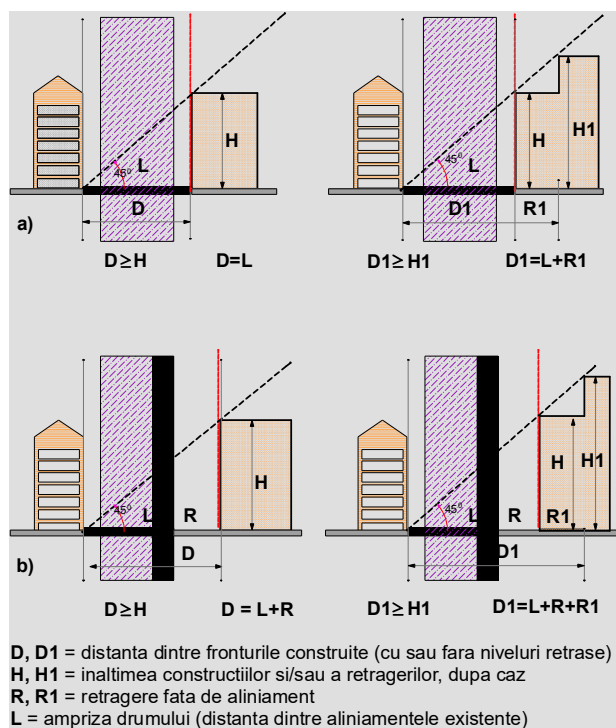 H
H
H1
L
L
45°
45°
D
D1
R1
a)
D≥H
D=L
D1≥H1
D1=L+R1
H
H
H1
45°
L
R
45°
L
R
R1
D
D1
b)
D≥H
D = L+R
D1≥H1
D1=L+R+R1
D, D1 = distanta dintre fronturile construite (cu sau fara niveluri retrase)
H, H1 = inaltimea constructiilor si/sau a retragerilor, dupa caz
R, R1 = retragere fata de aliniament
L = ampriza drumului (distanta dintre aliniamentele existente)